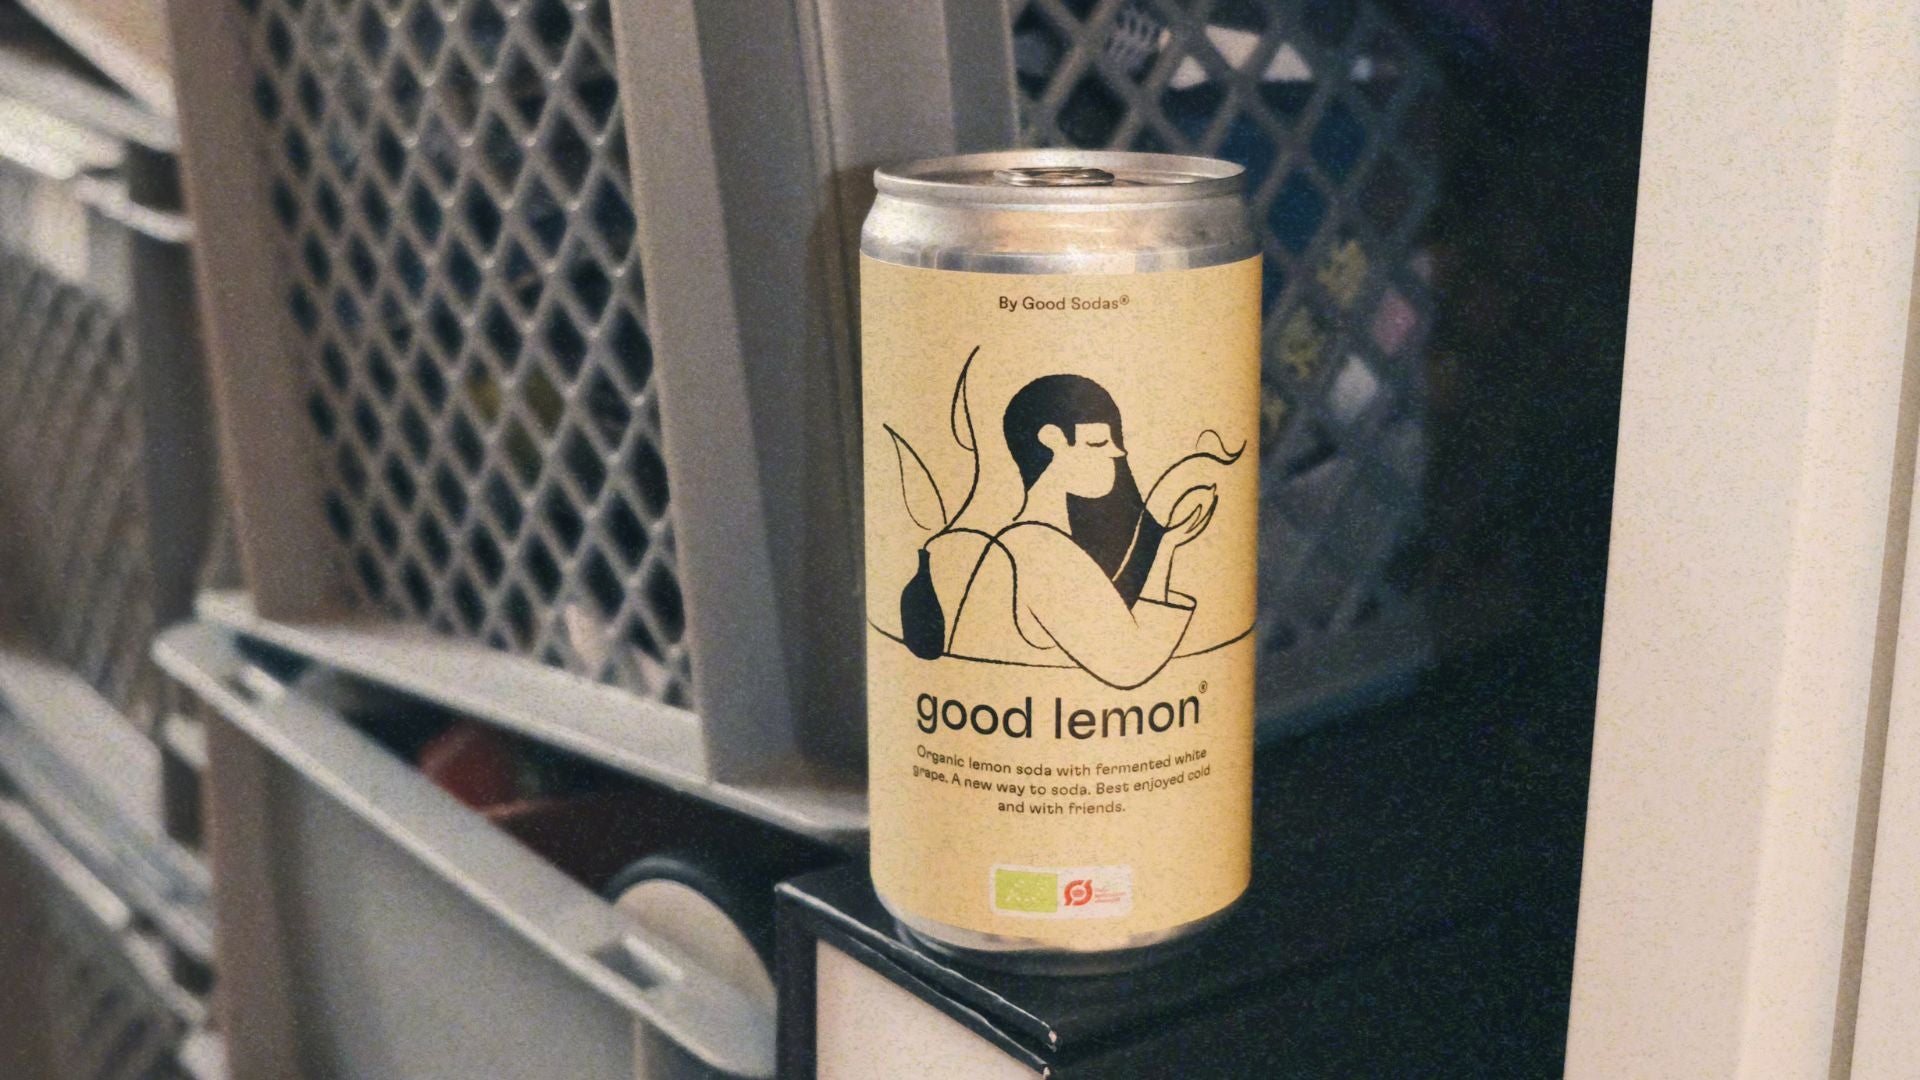 By Good Sodas®
good lemon®
Organic lemon soda with fermented white
grape. A new way to soda. Best enjoyed cold
and with friends.